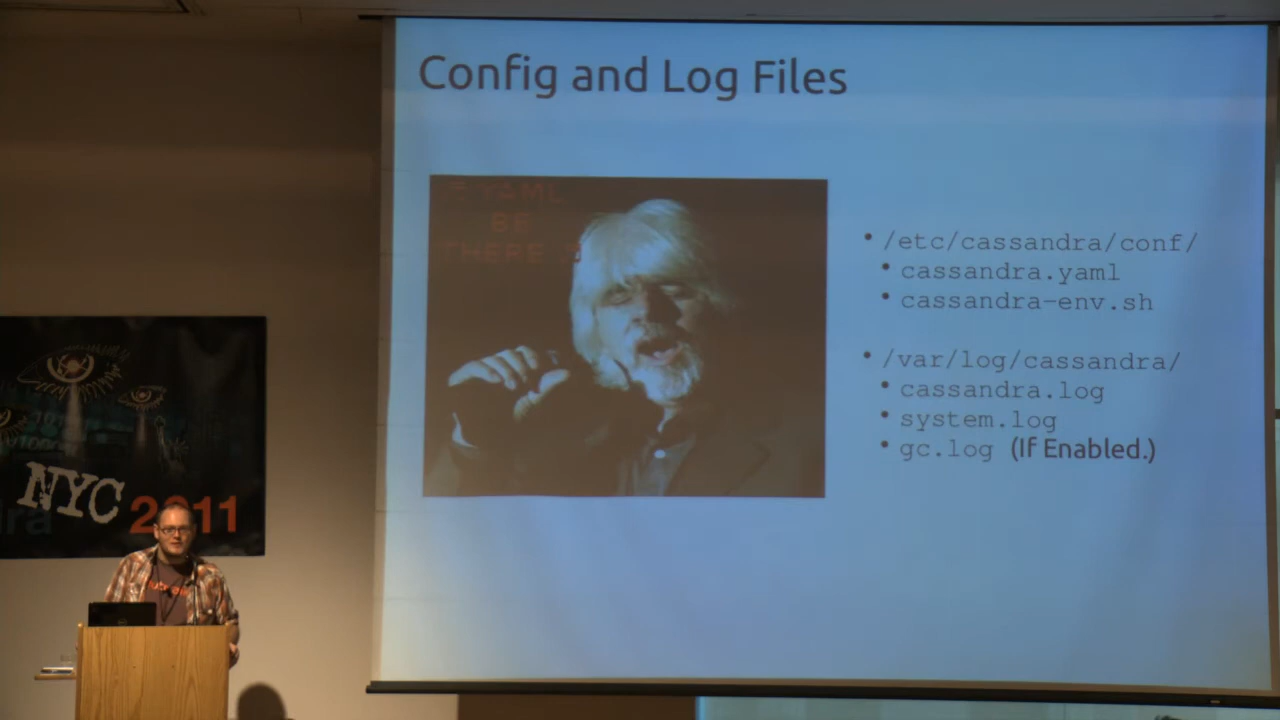 Config and Log Files
YAML
BE
THERE
• /etc/cassandra/conf/
• cassandra.yaml
• cassandra-env.sh
• /var/log/cassandra/
• cassandra.log
• system.log
• gc.log (If Enabled.)
NYC 2011